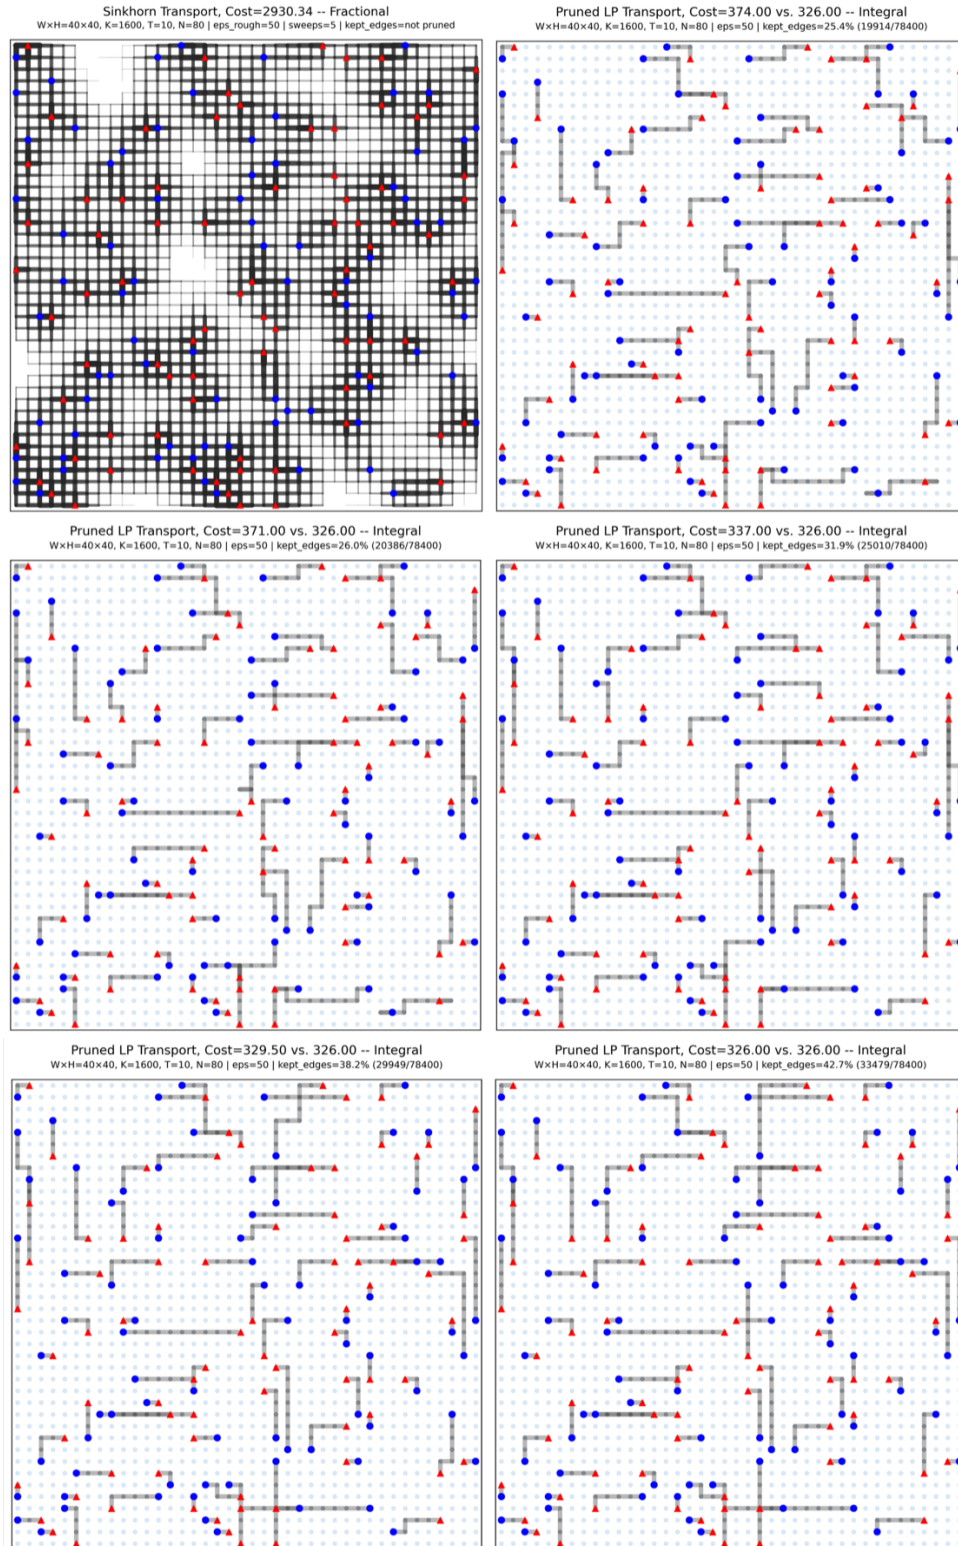 Sinkhorn Transport, Cost=2930.34 -- Fractional
W×H=40×40, K=1600, T=10, N=80 | eps_rough=50 | sweeps=5 | kept_edges=not pruned
Pruned LP Transport, Cost=374.00 vs. 326.00 -- Integral
W×H=40×40, K=1600, T=10, N=80 | eps=50 | kept_edges=25.4% (19914/78400)
Pruned LP Transport, Cost=371.00 vs. 326.00 -- Integral
W×H=40×40, K=1600, T=10, N=80 | eps=50 | kept_edges=26.0% (20386/78400)
Pruned LP Transport, Cost=337.00 vs. 326.00 -- Integral
W×H=40×40, K=1600, T=10, N=80 | eps=50 | kept_edges=31.9% (25010/78400)
Pruned LP Transport, Cost=329.50 vs. 326.00 -- Integral
W×H=40×40, K=1600, T=10, N=80 | eps=50 | kept_edges=38.2% (29949/78400)
Pruned LP Transport, Cost=326.00 vs. 326.00 -- Integral
W×H=40×40, K=1600, T=10, N=80 | eps=50 | kept_edges=42.7% (33479/78400)